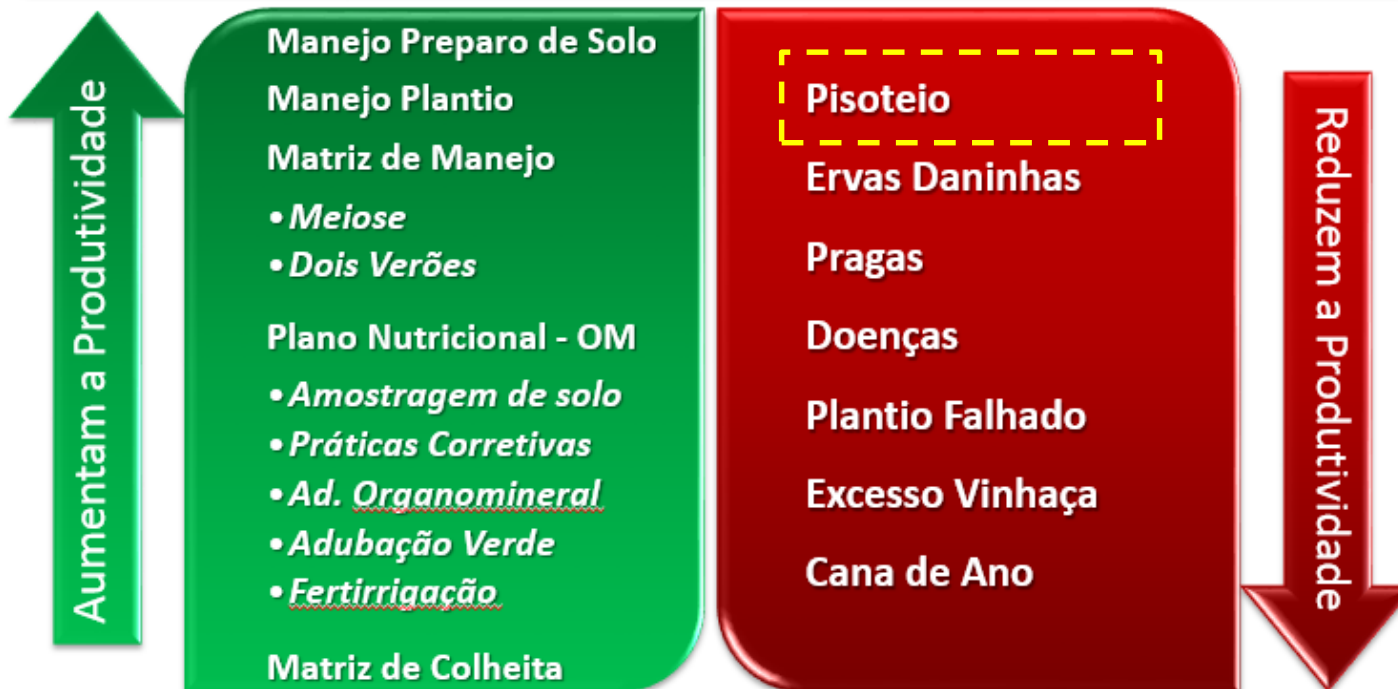 Aumentam a Produtividade
Manejo Preparo de Solo
Manejo Plantio
Matriz de Manejo
•Meiose
•Dois Verões
Plano Nutricional - OM
•Amostragem de solo
•Práticas Corretivas
•Ad. Organomineral
•Adubação Verde
•Fertirrigação
Matriz de Colheita
Pisoteio
Ervas Daninhas
Pragas
Doenças
Plantio Falhado
Excesso Vinhaça
Cana de Ano
Reduzem a Produtividade